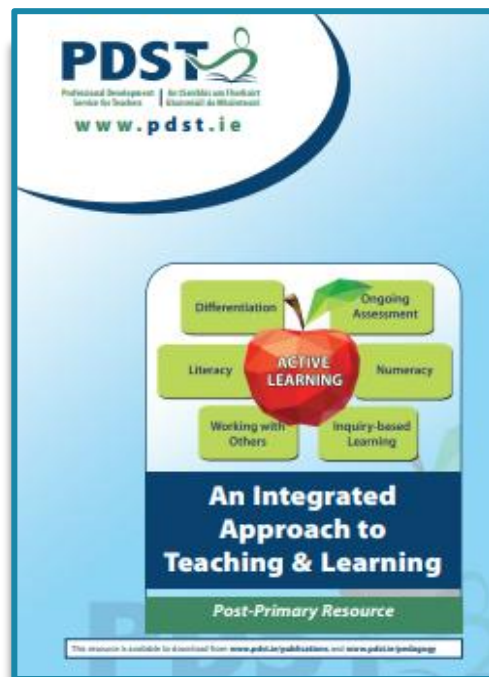 PDST
Professional Development | An tSeirbhís um Fhorbairt
Service for Teachers | Ghairmiúil do Mhúinteoirí
www.pdst.ie
Differentiation
Ongoing
Assessment
Literacy
ACTIVE
LEARNING
Numeracy
Working with
Others
Inquiry-based
Learning
An Integrated
Approach to
Teaching & Learning
Post-Primary Resource
PDST
This resource is available to download from www.pdst.ie/publications and www.pdst.ie/pedagogy